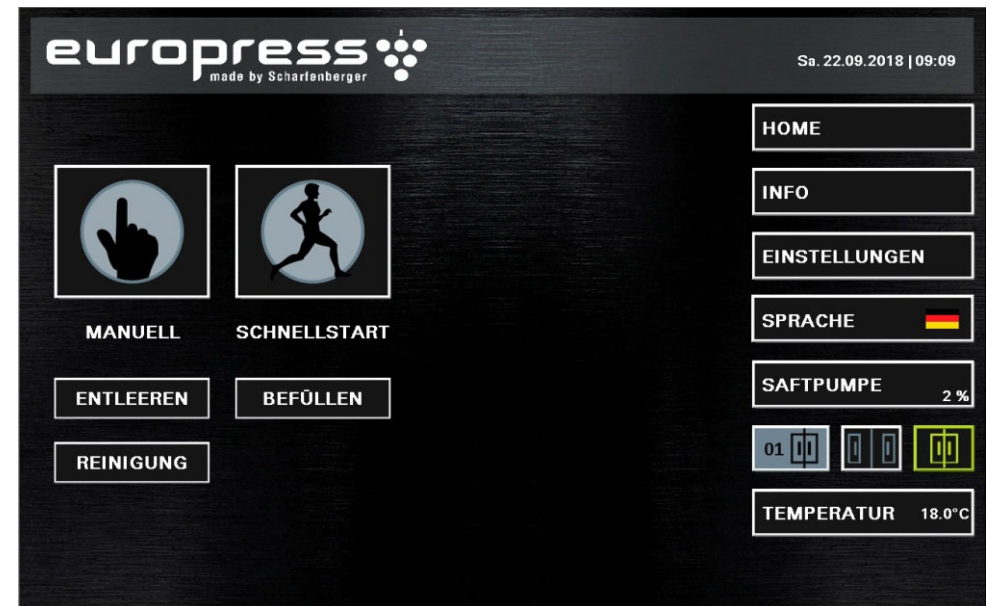 europress
made by Scharfenberger
Sa. 22.09.2018 | 09:09
HOME
INFO
EINSTELLUNGEN
SPRACHE
SAFTPUMPE 2 %
01
TEMPERATUR 18.0°C
MANUELL SCHNELLSTART
ENTLEEREN BEFÜLLEN
REINIGUNG